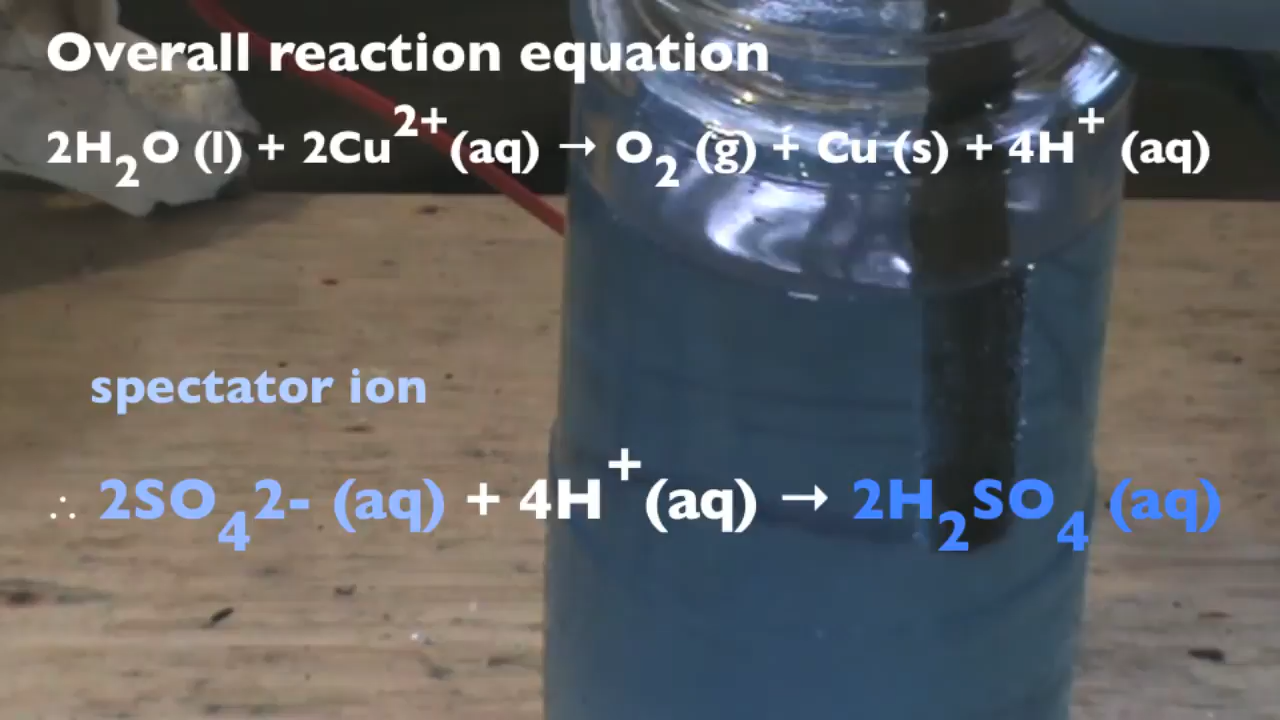 Overall reaction equation
2H₂O (l) + 2Cu²⁺(aq) → O₂ (g) + Cu (s) + 4H⁺ (aq)
spectator ion
∴ 2SO₄2- (aq) + 4H⁺(aq) → 2H₂SO₄ (aq)